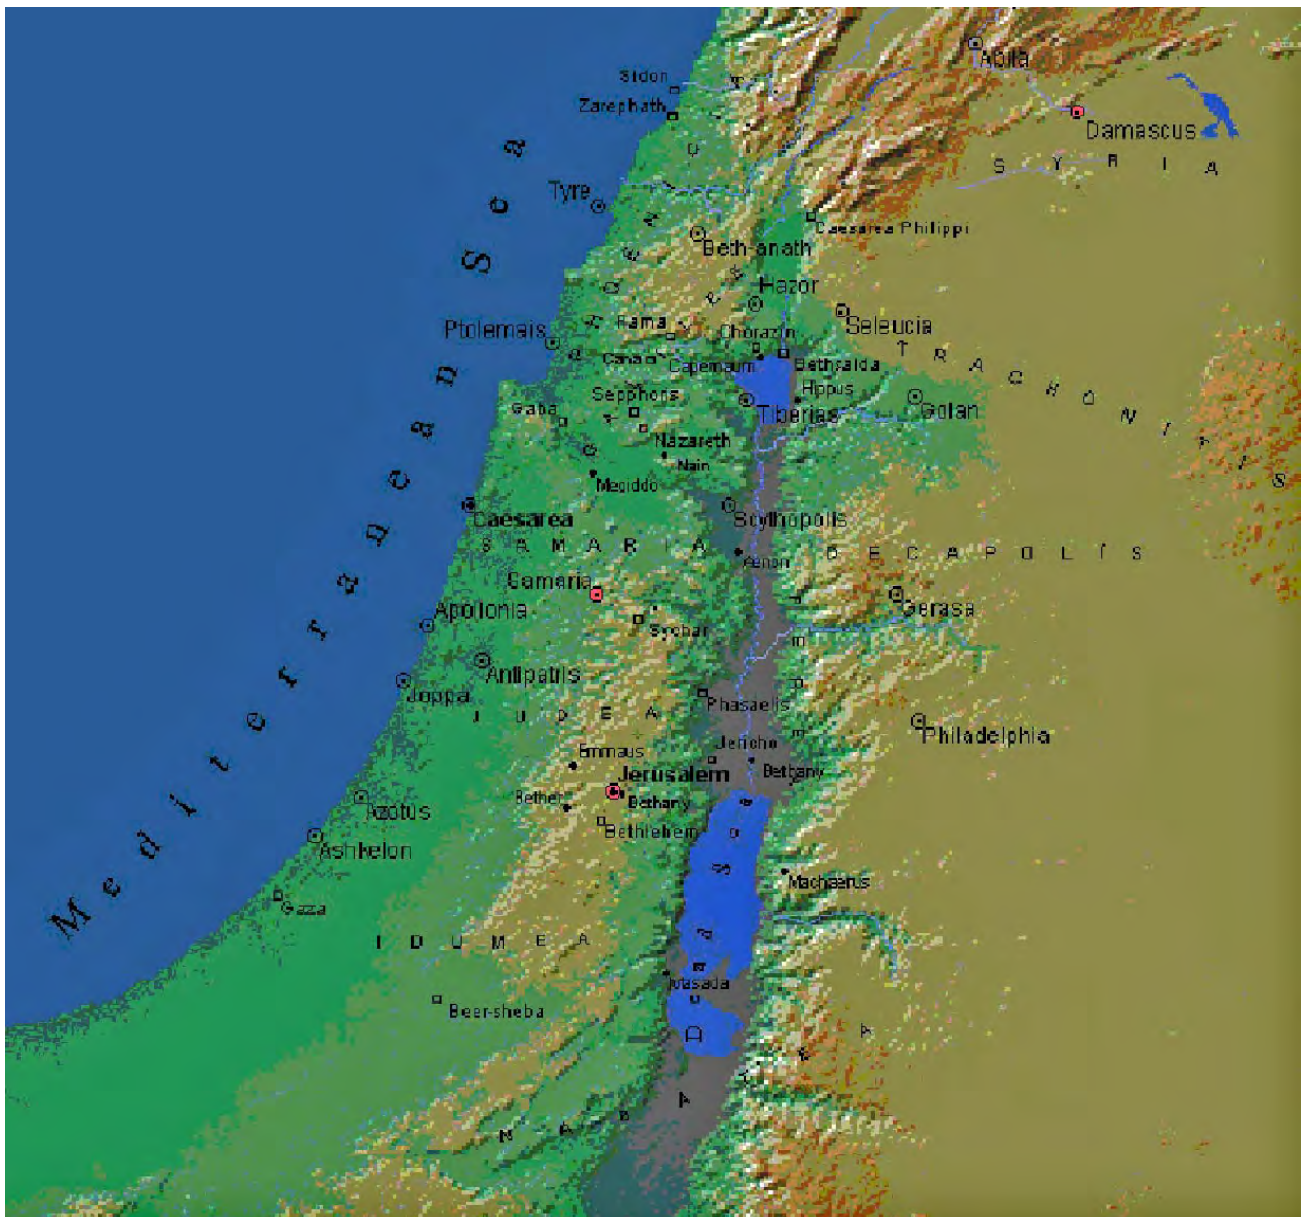 Abila
Sidon
Zarephath
Damascus
S Y R I A
Tyre
Caesarea Philippi
Beth-anath
Hazor
Rama
Chorazin
Seleucia
Ptolemais
T R A C H O N I T I S
Cana
Capernaum
Bethsaida
Hippus
Sepphoris
Tiberias
Golan
Gaba
Nazareth
Nain
Megiddo
Mediterranean Sea
Caesarea
Scythopolis
S A M A R I A
D E C A P O L I S
Aenon
Samaria
Gerasa
Apollonia
Sychar
Antipatris
Joppa
Phasaelis
J U D E A
P E R E A
Philadelphia
Emmaus
Jericho
Bethany
Jerusalem
Bether
Bethany
Azotus
Bethlehem
Ashkelon
Machaerus
Gaza
Dead Sea
I D U M E A
Masada
Beer-sheba
N A B A T E A